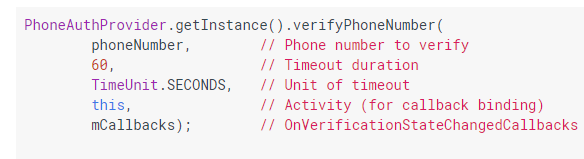 PhoneAuthProvider.getInstance().verifyPhoneNumber(
        phoneNumber,        // Phone number to verify
        60,                 // Timeout duration
        TimeUnit.SECONDS,   // Unit of timeout
        this,               // Activity (for callback binding)
        mCallbacks);        // OnVerificationStateChangedCallbacks